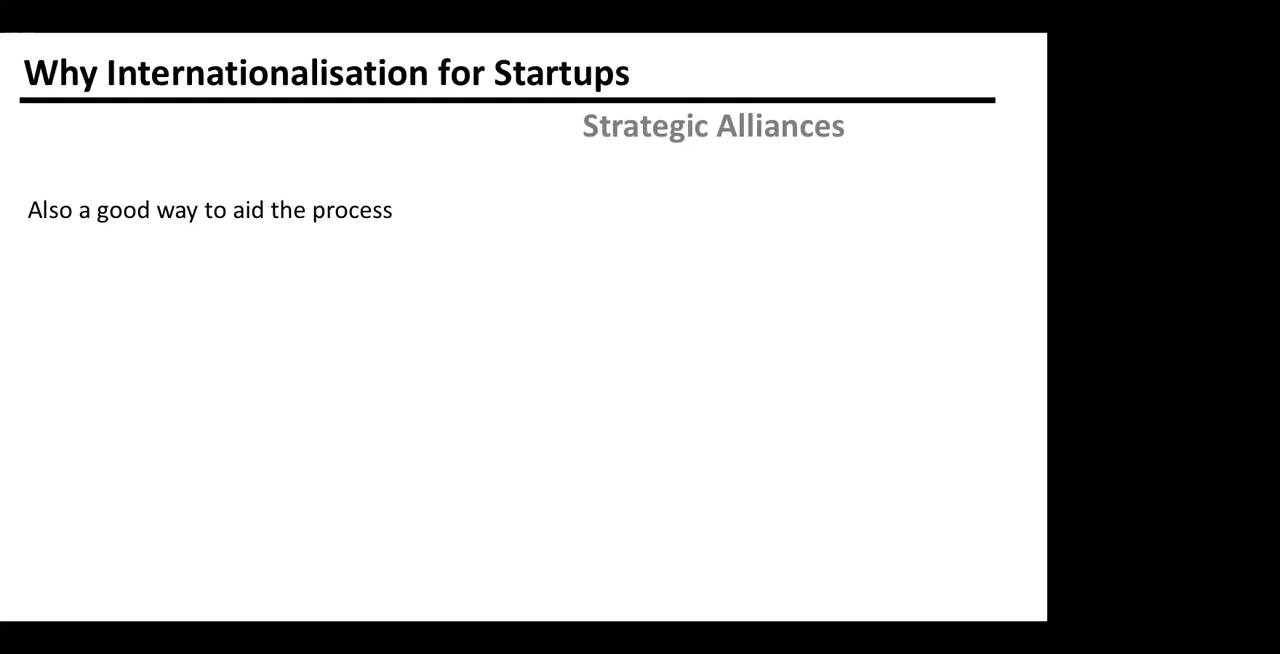 Why Internationalisation for Startups
Strategic Alliances
Also a good way to aid the process